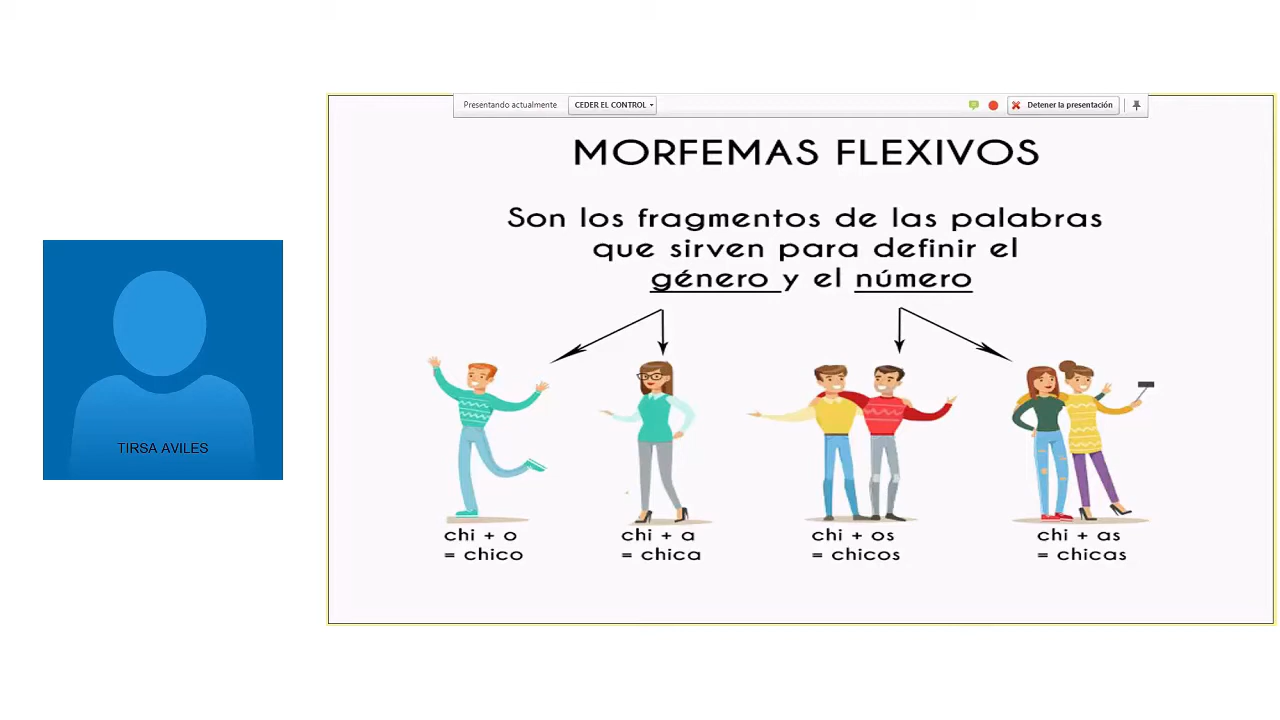 Presentando actualmente CEDER EL CONTROL Detener la presentación
MORFEMAS FLEXIVOS
Son los fragmentos de las palabras
que sirven para definir el
género y el número
chi + o
= chico
chi + a
= chica
chi + os
= chicos
chi + as
= chicas
TIRSA AVILES